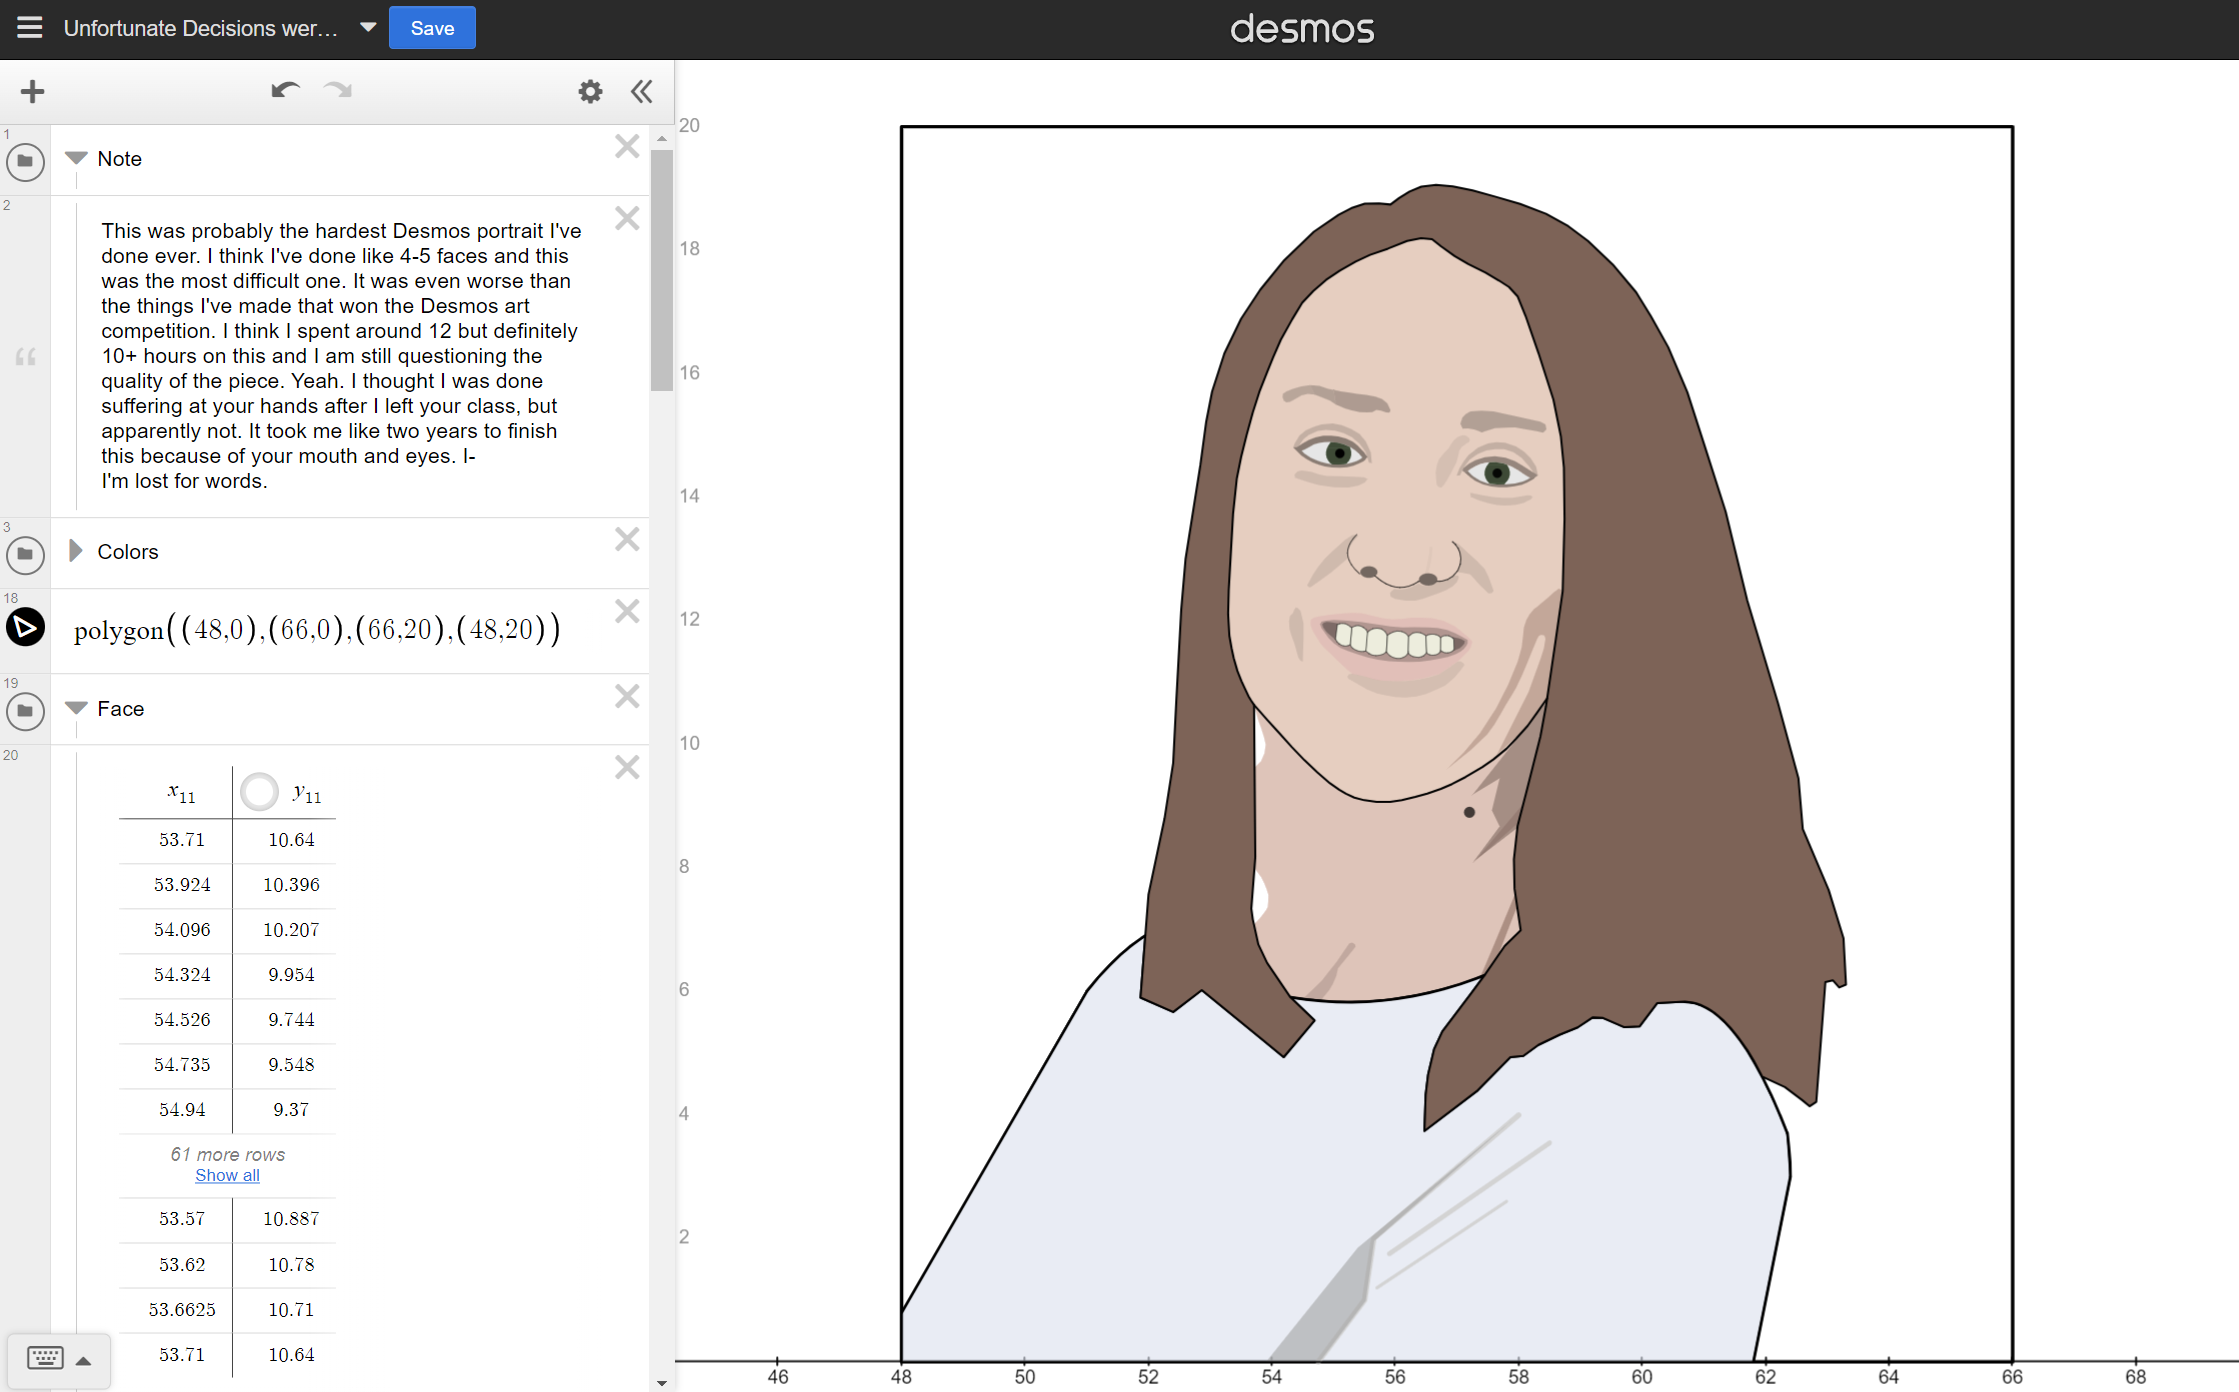 Unfortunate Decisions wer...
Save
desmos
1
Note
2
This was probably the hardest Desmos portrait I've
done ever. I think I've done like 4-5 faces and this
was the most difficult one. It was even worse than
the things I've made that won the Desmos art
competition. I think I spent around 12 but definitely
10+ hours on this and I am still questioning the
quality of the piece. Yeah. I thought I was done
suffering at your hands after I left your class, but
apparently not. It took me like two years to finish
this because of your mouth and eyes. I-
I'm lost for words.
3
Colors
18
polygon((48,0),(66,0),(66,20),(48,20))
19
Face
20
x₁₁ y₁₁
53.71 10.64
53.924 10.396
54.096 10.207
54.324 9.954
54.526 9.744
54.735 9.548
54.94 9.37
61 more rows
Show all
53.57 10.887
53.62 10.78
53.6625 10.71
53.71 10.64
20
18
16
14
12
10
8
6
4
2
46 48 50 52 54 56 58 60 62 64 66 68